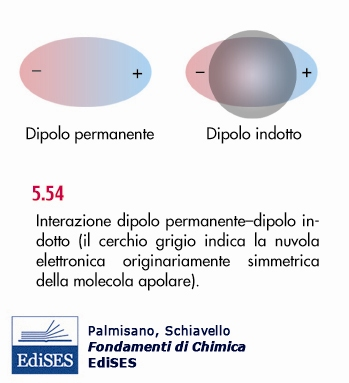 − + − +
Dipolo permanente Dipolo indotto
5.54
Interazione dipolo permanente–dipolo in-
dotto (il cerchio grigio indica la nuvola
elettronica originariamente simmetrica
della molecola apolare).
EdiSES
Palmisano, Schiavello
Fondamenti di Chimica
EdiSES